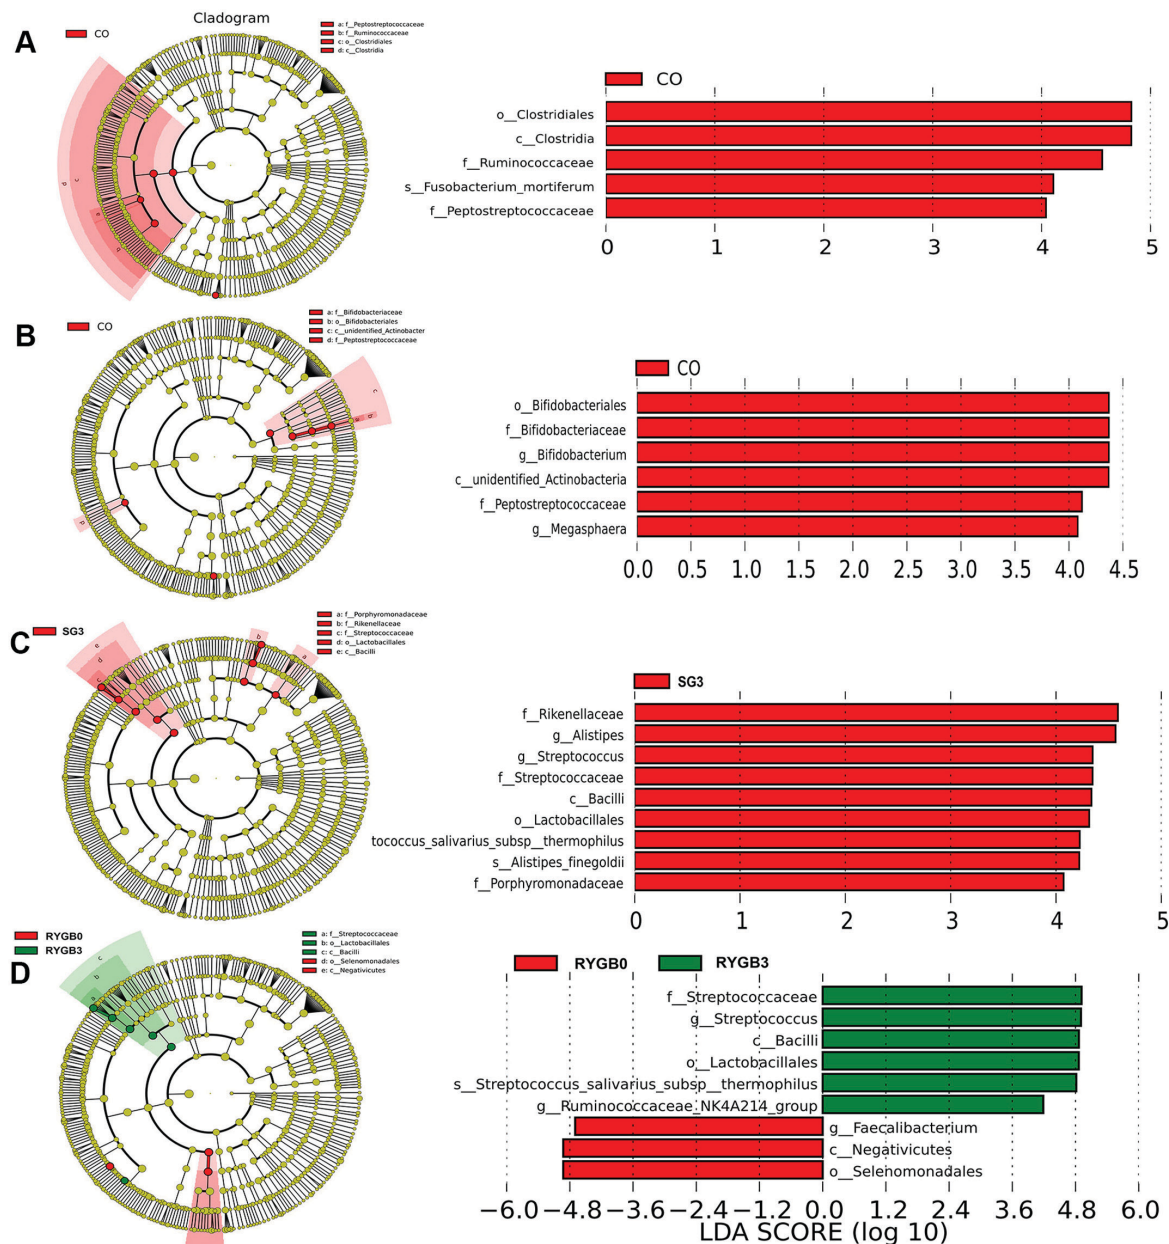 Cladogram
A
CO
a: f__Peptostreptococcaceae
b: f__Ruminococcaceae
c: o__Clostridiales
d: c__Clostridia
d
c
a
b
CO
o__Clostridiales
c__Clostridia
f__Ruminococcaceae
s__Fusobacterium_mortiferum
f__Peptostreptococcaceae
0 1 2 3 4 5
B
CO
a: f__Bifidobacteriaceae
b: o__Bifidobacteriales
c: c__unidentified_Actinobacter
d: f__Peptostreptococcaceae
c
b
a
d
CO
o__Bifidobacteriales
f__Bifidobacteriaceae
g__Bifidobacterium
c__unidentified_Actinobacteria
f__Peptostreptococcaceae
g__Megasphaera
0.0 0.5 1.0 1.5 2.0 2.5 3.0 3.5 4.0 4.5
C
SG3
a: f__Porphyromonadaceae
b: f__Rikenellaceae
c: f__Streptococcaceae
d: o__Lactobacillales
e: c__Bacilli
e
d
c
b
a
SG3
f__Rikenellaceae
g__Alistipes
g__Streptococcus
f__Streptococcaceae
c__Bacilli
o__Lactobacillales
tococcus_salivarius_subsp__thermophilus
s__Alistipes_finegoldii
f__Porphyromonadaceae
0 1 2 3 4 5
D
RYGB0
RYGB3
a: f__Streptococcaceae
b: o__Lactobacillales
c: c__Bacilli
d: o__Selenomonadales
e: c__Negativicutes
c
b
a
RYGB0 RYGB3
f__Streptococcaceae
g__Streptococcus
c__Bacilli
o__Lactobacillales
s__Streptococcus_salivarius_subsp__thermophilus
g__Ruminococcaceae_NK4A214_group
g__Faecalibacterium
c__Negativicutes
o__Selenomonadales
−6.0 −4.8 −3.6 −2.4 −1.2 0.0 1.2 2.4 3.6 4.8 6.0
LDA SCORE (log 10)